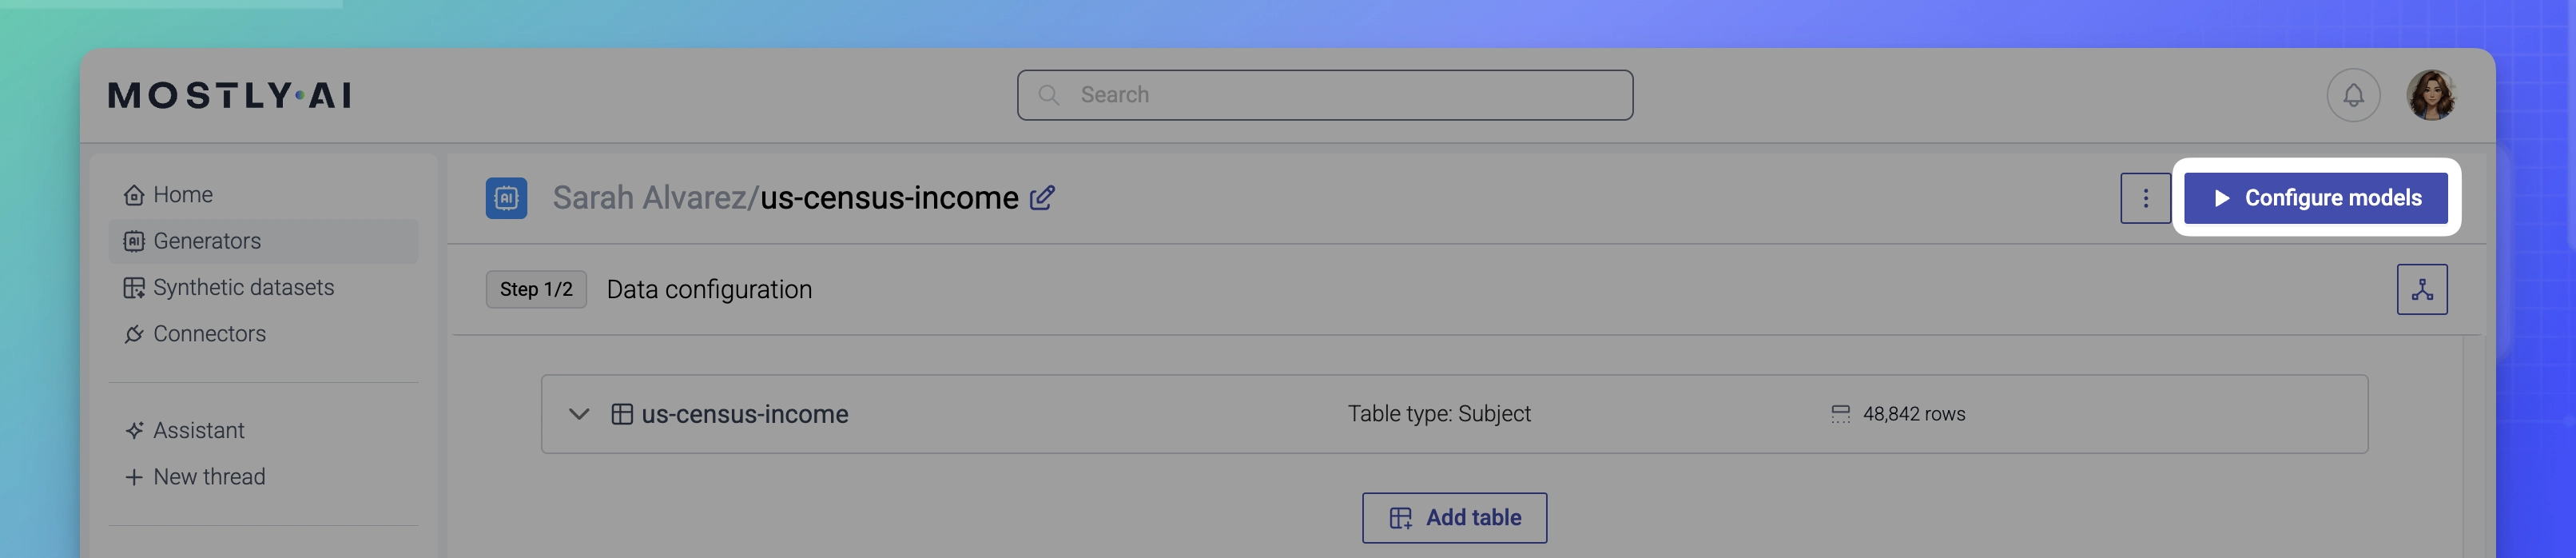 MOSTLY•AI
Search
Home
Generators
Synthetic datasets
Connectors
Assistant
New thread
AI
Sarah Alvarez/us-census-income
Configure models
Step 1/2
Data configuration
us-census-income
Table type: Subject
48,842 rows
Add table